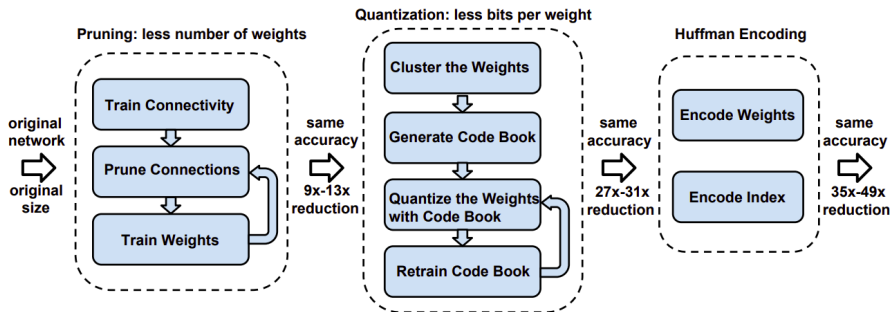 Pruning: less number of weights
Quantization: less bits per weight
Huffman Encoding
original
network
original
size
Train Connectivity
Prune Connections
Train Weights
same
accuracy
9x-13x
reduction
Cluster the Weights
Generate Code Book
Quantize the Weights
with Code Book
Retrain Code Book
same
accuracy
27x-31x
reduction
Encode Weights
Encode Index
same
accuracy
35x-49x
reduction